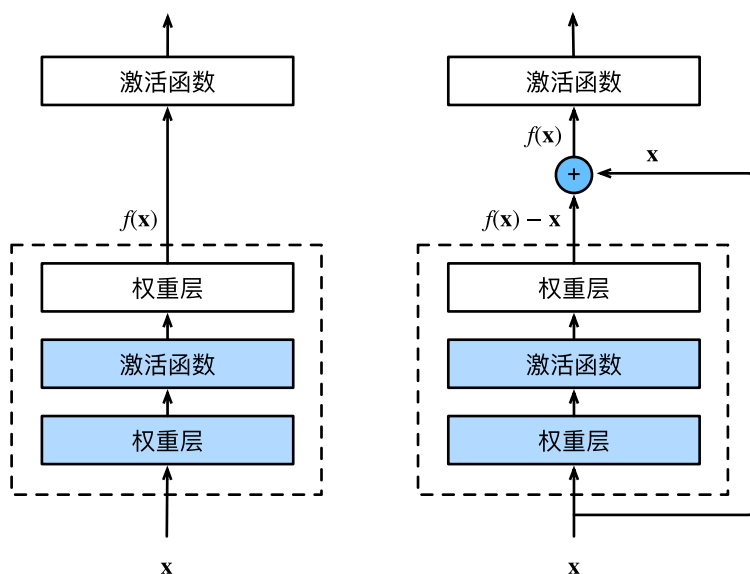 激活函数
f(x)
权重层
激活函数
权重层
x
激活函数
f(x)
x
+
f(x) − x
权重层
激活函数
权重层
x